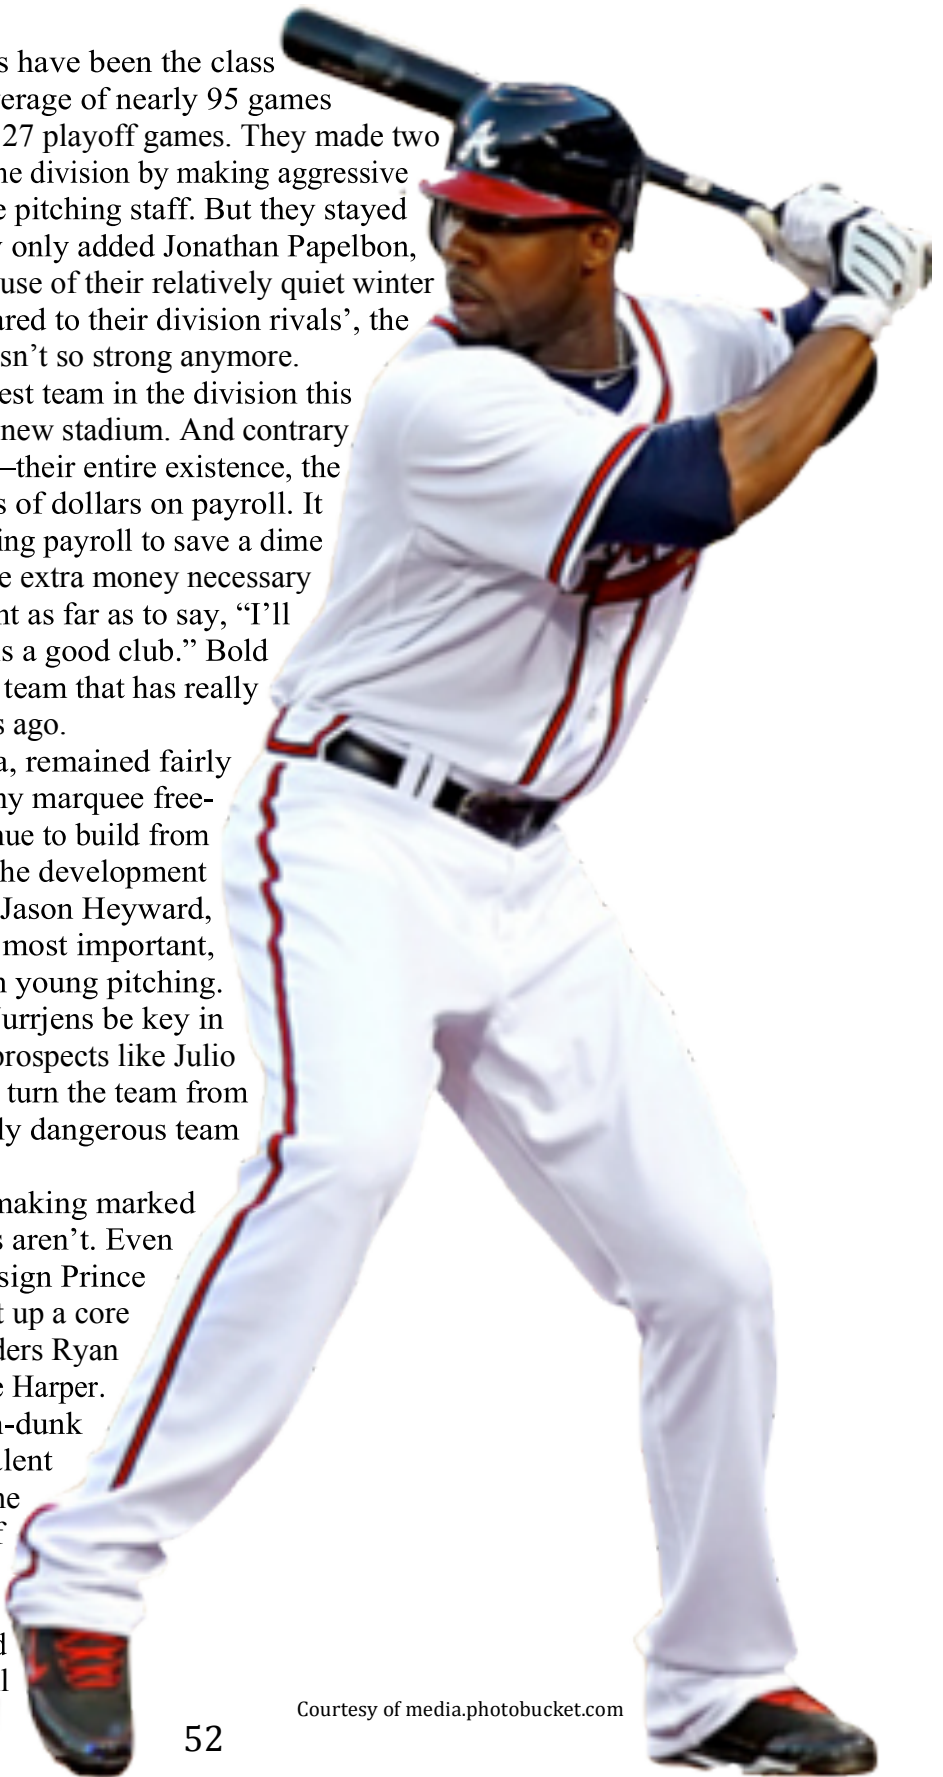 s have been the class
verage of nearly 95 games
27 playoff games. They made two
he division by making aggressive
e pitching staff. But they stayed
y only added Jonathan Papelbon,
use of their relatively quiet winter
ared to their division rivals’, the
sn’t so strong anymore.
est team in the division this
new stadium. And contrary
–their entire existence, the
s of dollars on payroll. It
ing payroll to save a dime
e extra money necessary
nt as far as to say, “I’ll
s a good club.” Bold
team that has really
s ago.
a, remained fairly
ny marquee free-
nue to build from
he development
Jason Heyward,
most important,
n young pitching.
Jurrjens be key in
prospects like Julio
turn the team from
ly dangerous team
making marked
s aren’t. Even
sign Prince
t up a core
ders Ryan
e Harper.
n-dunk
alent
ne
f
d
l
Courtesy of media.photobucket.com
52